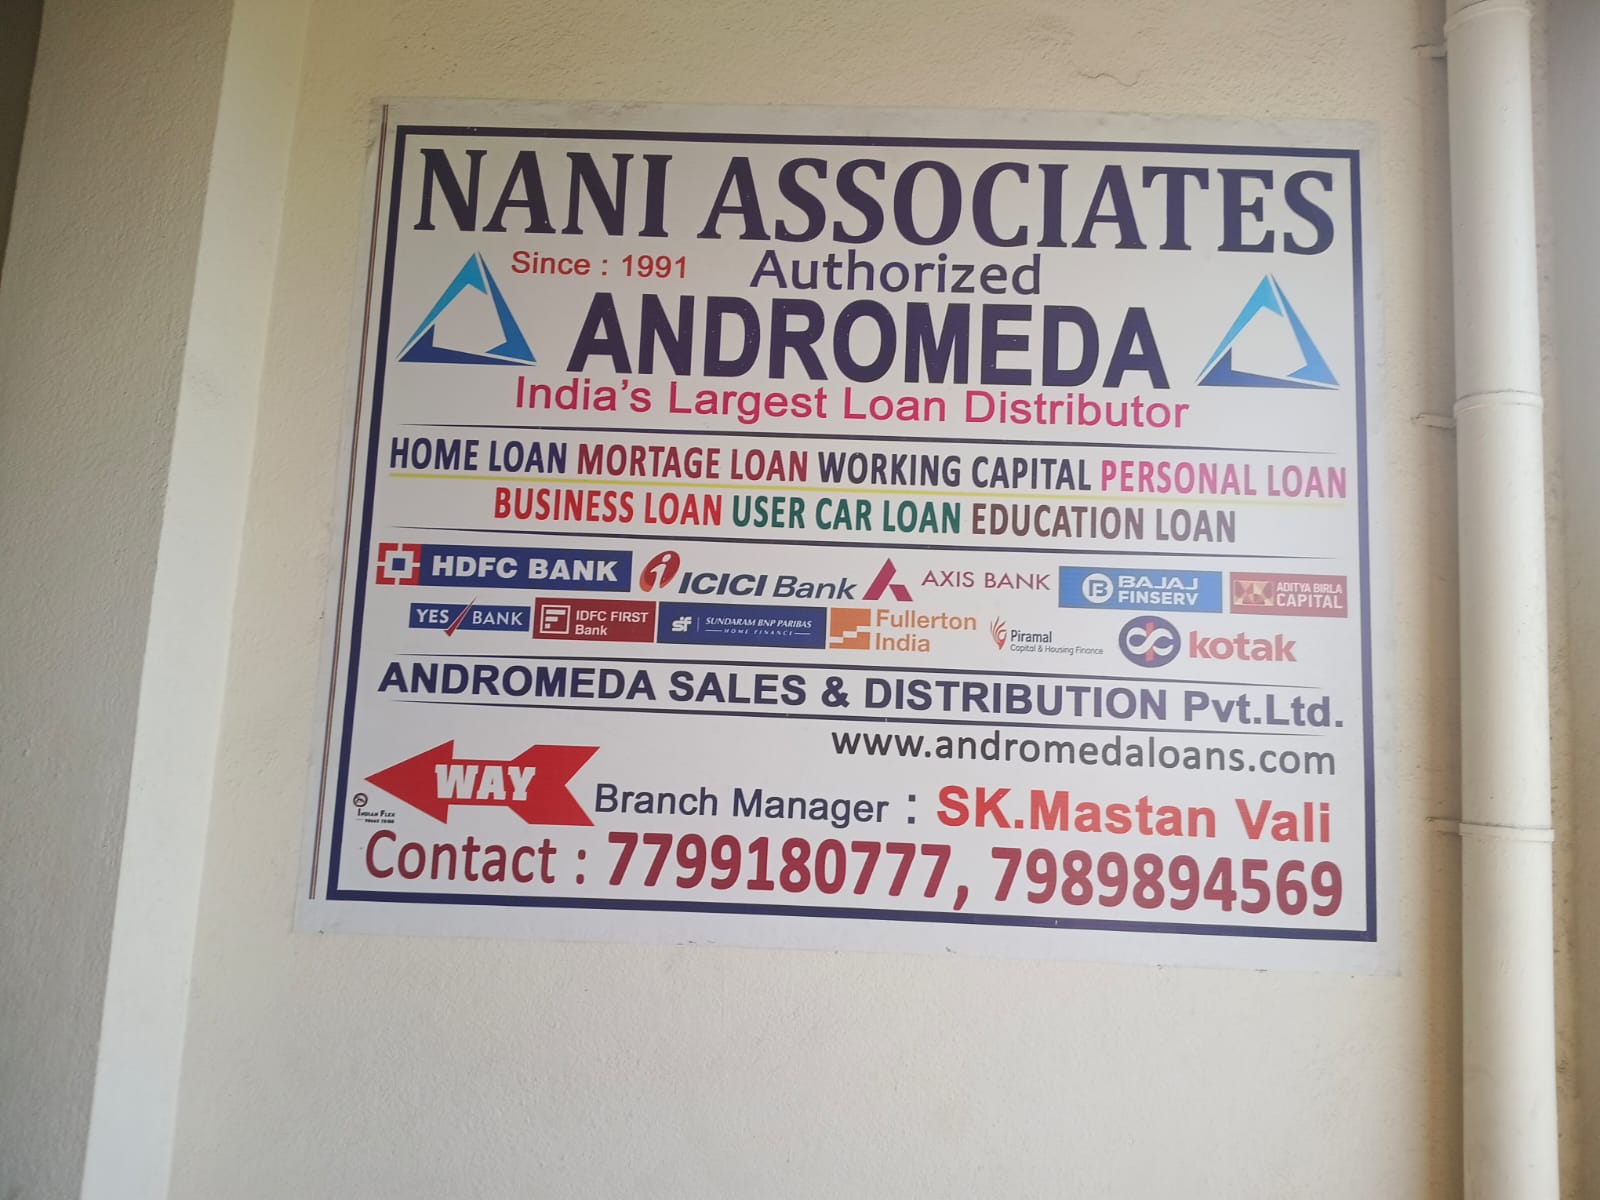 NANI ASSOCIATES
Since : 1991 Authorized
ANDROMEDA
India's Largest Loan Distributor
HOME LOAN MORTAGE LOAN WORKING CAPITAL PERSONAL LOAN
BUSINESS LOAN USER CAR LOAN EDUCATION LOAN
HDFC BANK ICICI Bank AXIS BANK BAJAJ FINSERV ADITYA BIRLA CAPITAL
YES BANK IDFC FIRST Bank SUNDARAM BNP PARIBAS HOME FINANCE Fullerton India Piramal Capital & Housing Finance kotak
ANDROMEDA SALES & DISTRIBUTION Pvt.Ltd.
www.andromedaloans.com
WAY
INDIAN FLEX
Branch Manager : SK.Mastan Vali
Contact : 7799180777, 7989894569